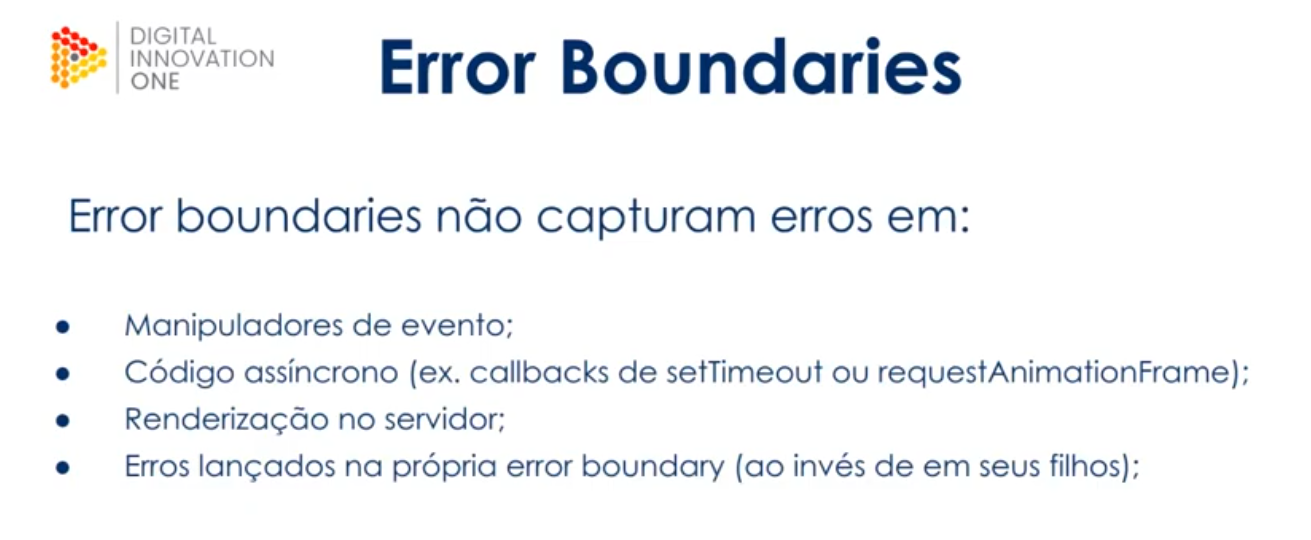 DIGITAL
INNOVATION
ONE
Error Boundaries
Error boundaries não capturam erros em:
● Manipuladores de evento;
● Código assíncrono (ex. callbacks de setTimeout ou requestAnimationFrame);
● Renderização no servidor;
● Erros lançados na própria error boundary (ao invés de em seus filhos);